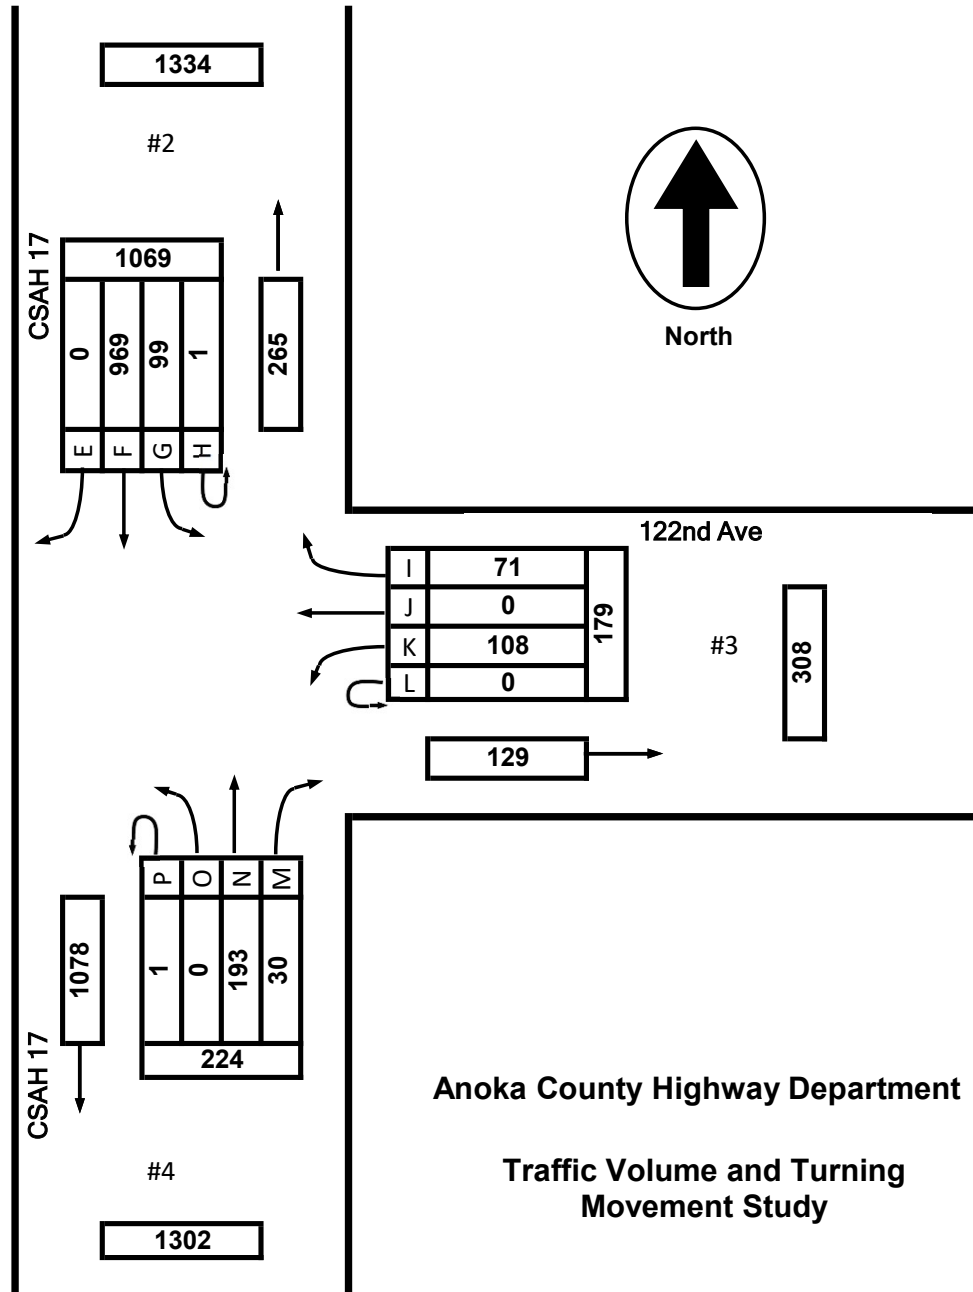 1334
#2
CSAH 17
1069
0
969
99
1
E
F
G
H
265
North
122nd Ave
I
71
J
0
K
108
L
0
179
#3
308
129
P
O
N
M
1
0
193
30
224
1078
CSAH 17
#4
1302
Anoka County Highway Department
Traffic Volume and Turning
Movement Study